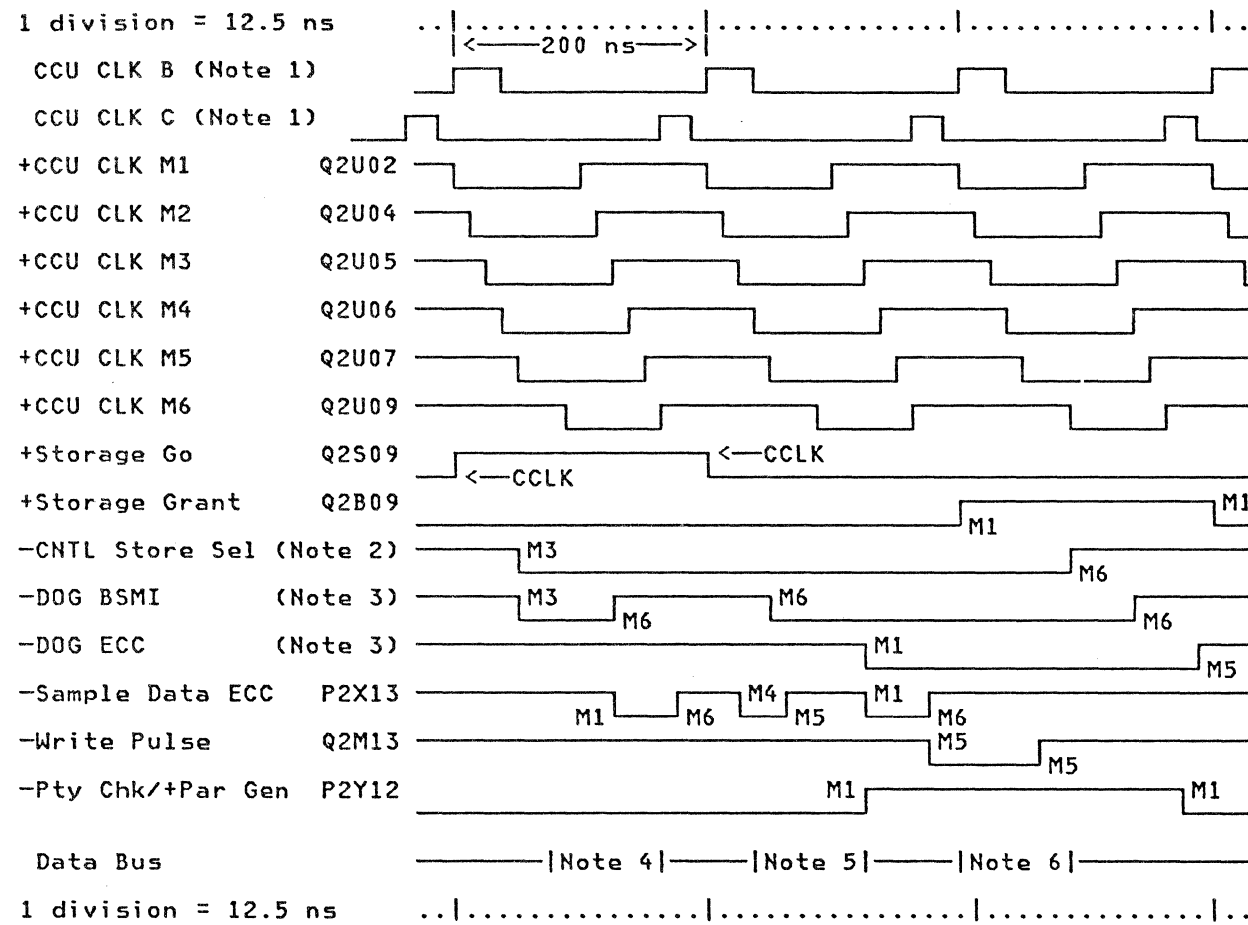 1 division = 12.5 ns ..|...............|...............|...............|..
|<——200 ns——>|
CCU CLK B (Note 1)
CCU CLK C (Note 1)
+CCU CLK M1 Q2U02
+CCU CLK M2 Q2U04
+CCU CLK M3 Q2U05
+CCU CLK M4 Q2U06
+CCU CLK M5 Q2U07
+CCU CLK M6 Q2U09
+Storage Go Q2S09 <——CCLK
<——CCLK
+Storage Grant Q2B09 M1
M1
-CNTL Store Sel (Note 2) M3
M6
-DOG BSMI (Note 3) M3 M6
M6 M6
-DOG ECC (Note 3) M1
M5
-Sample Data ECC P2X13 M4 M1
M1 M6 M5 M6
-Write Pulse Q2M13 M5
M5
-Pty Chk/+Par Gen P2Y12 M1 M1
Data Bus |Note 4| |Note 5| |Note 6|
1 division = 12.5 ns ..|...............|................|..............|..